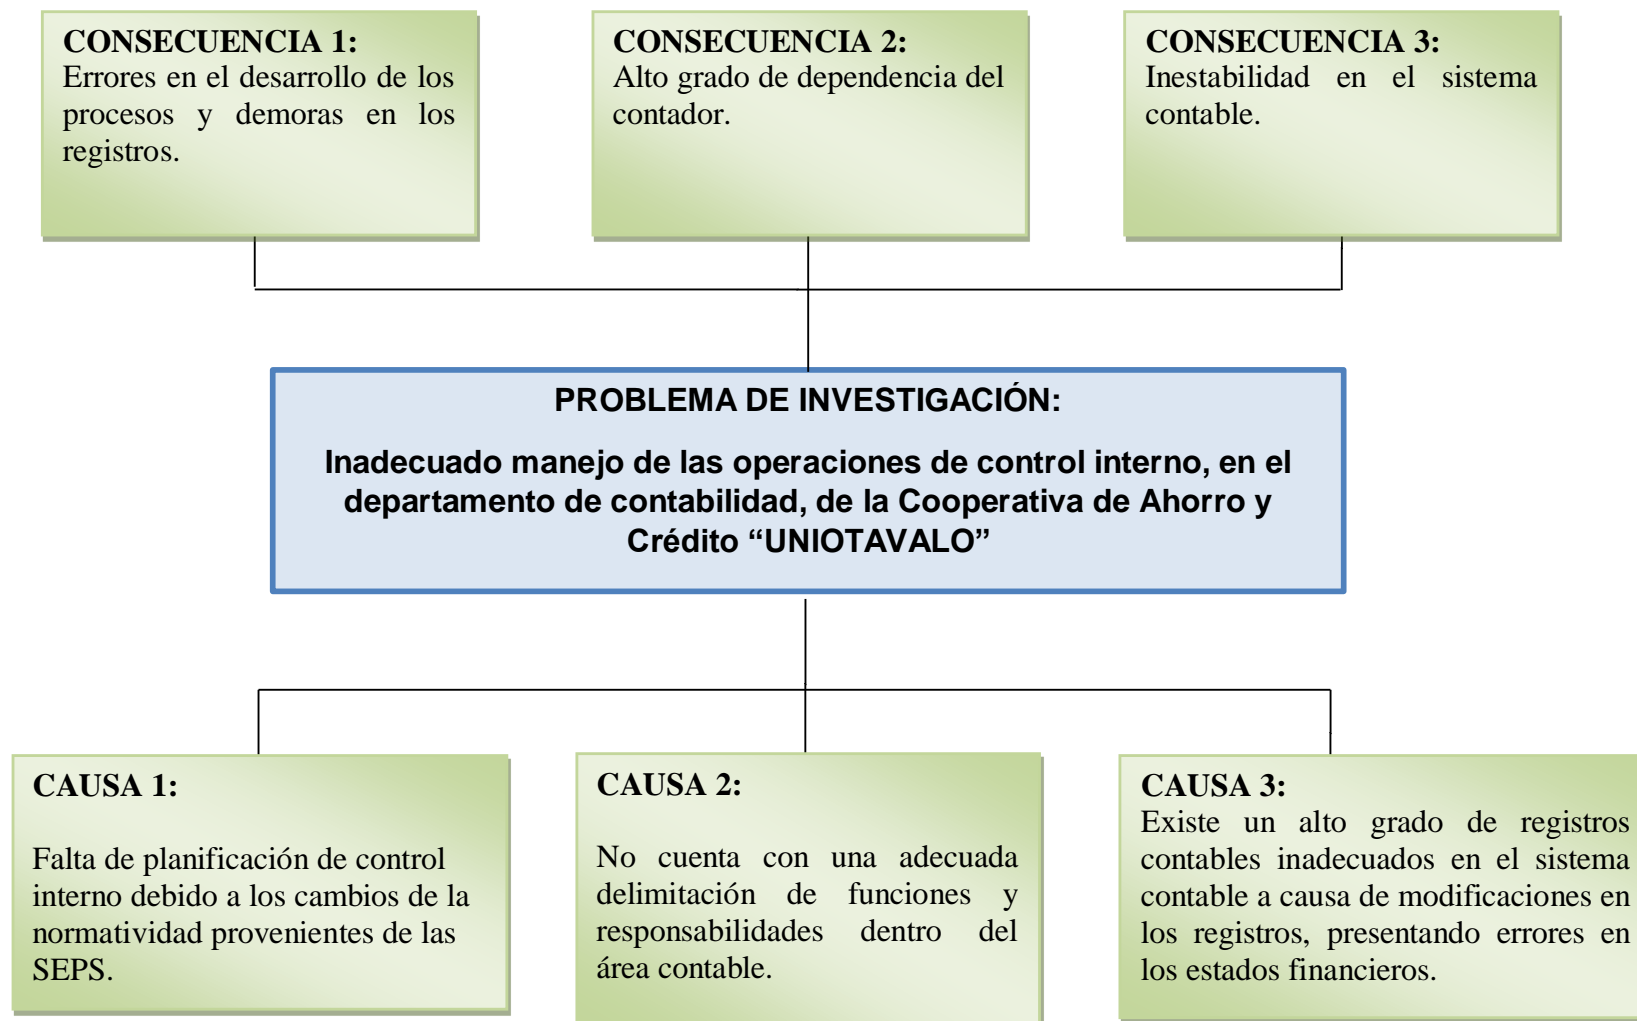 CONSECUENCIA 1:
Errores en el desarrollo de los
procesos y demoras en los
registros.
CONSECUENCIA 2:
Alto grado de dependencia del
contador.
CONSECUENCIA 3:
Inestabilidad en el sistema
contable.
PROBLEMA DE INVESTIGACIÓN:
Inadecuado manejo de las operaciones de control interno, en el
departamento de contabilidad, de la Cooperativa de Ahorro y
Crédito “UNIOTAVALO”
CAUSA 1:
Falta de planificación de control
interno debido a los cambios de la
normatividad provenientes de las
SEPS.
CAUSA 2:
No cuenta con una adecuada
delimitación de funciones y
responsabilidades dentro del
área contable.
CAUSA 3:
Existe un alto grado de registros
contables inadecuados en el sistema
contable a causa de modificaciones en
los registros, presentando errores en
los estados financieros.